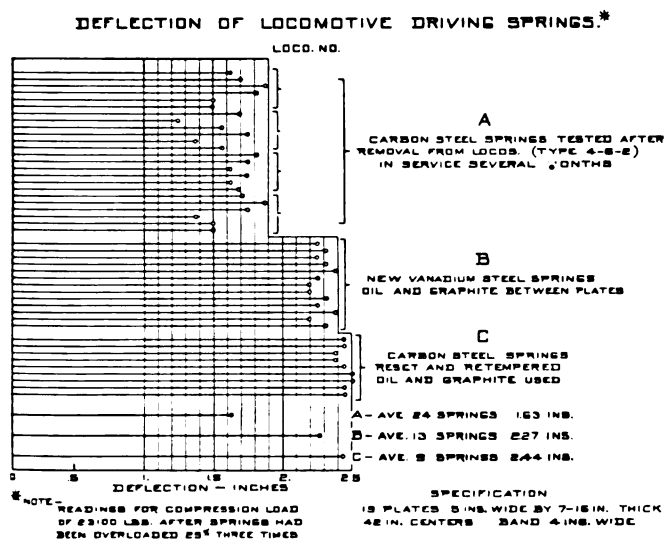 DEFLECTION OF LOCOMOTIVE DRIVING SPRINGS.*
LOCO. NO.
A
CARBON STEEL SPRINGS TESTED AFTER
REMOVAL FROM LOCOS. (TYPE 4-6-2)
IN SERVICE SEVERAL MONTHS
B
NEW VANADIUM STEEL SPRINGS
OIL AND GRAPHITE BETWEEN PLATES
C
CARBON STEEL SPRINGS
RESET AND RETEMPERED
OIL AND GRAPHITE USED
A - AVE 24 SPRINGS 1.63 INS.
B - AVE. 13 SPRINGS 2.27 INS.
C - AVE 9 SPRINGS 2.44 INS.
0 .5 1. 1.5 2. 2.5
DEFLECTION - INCHES
*NOTE-
READINGS FOR COMPRESSION LOAD
OF 23100 LBS. AFTER SPRINGS HAD
BEEN OVERLOADED 25% THREE TIMES
SPECIFICATION
PLATES 5 INS. WIDE BY 7-16 IN. THICK
42 IN. CENTERS BAND 4 INS. WIDE